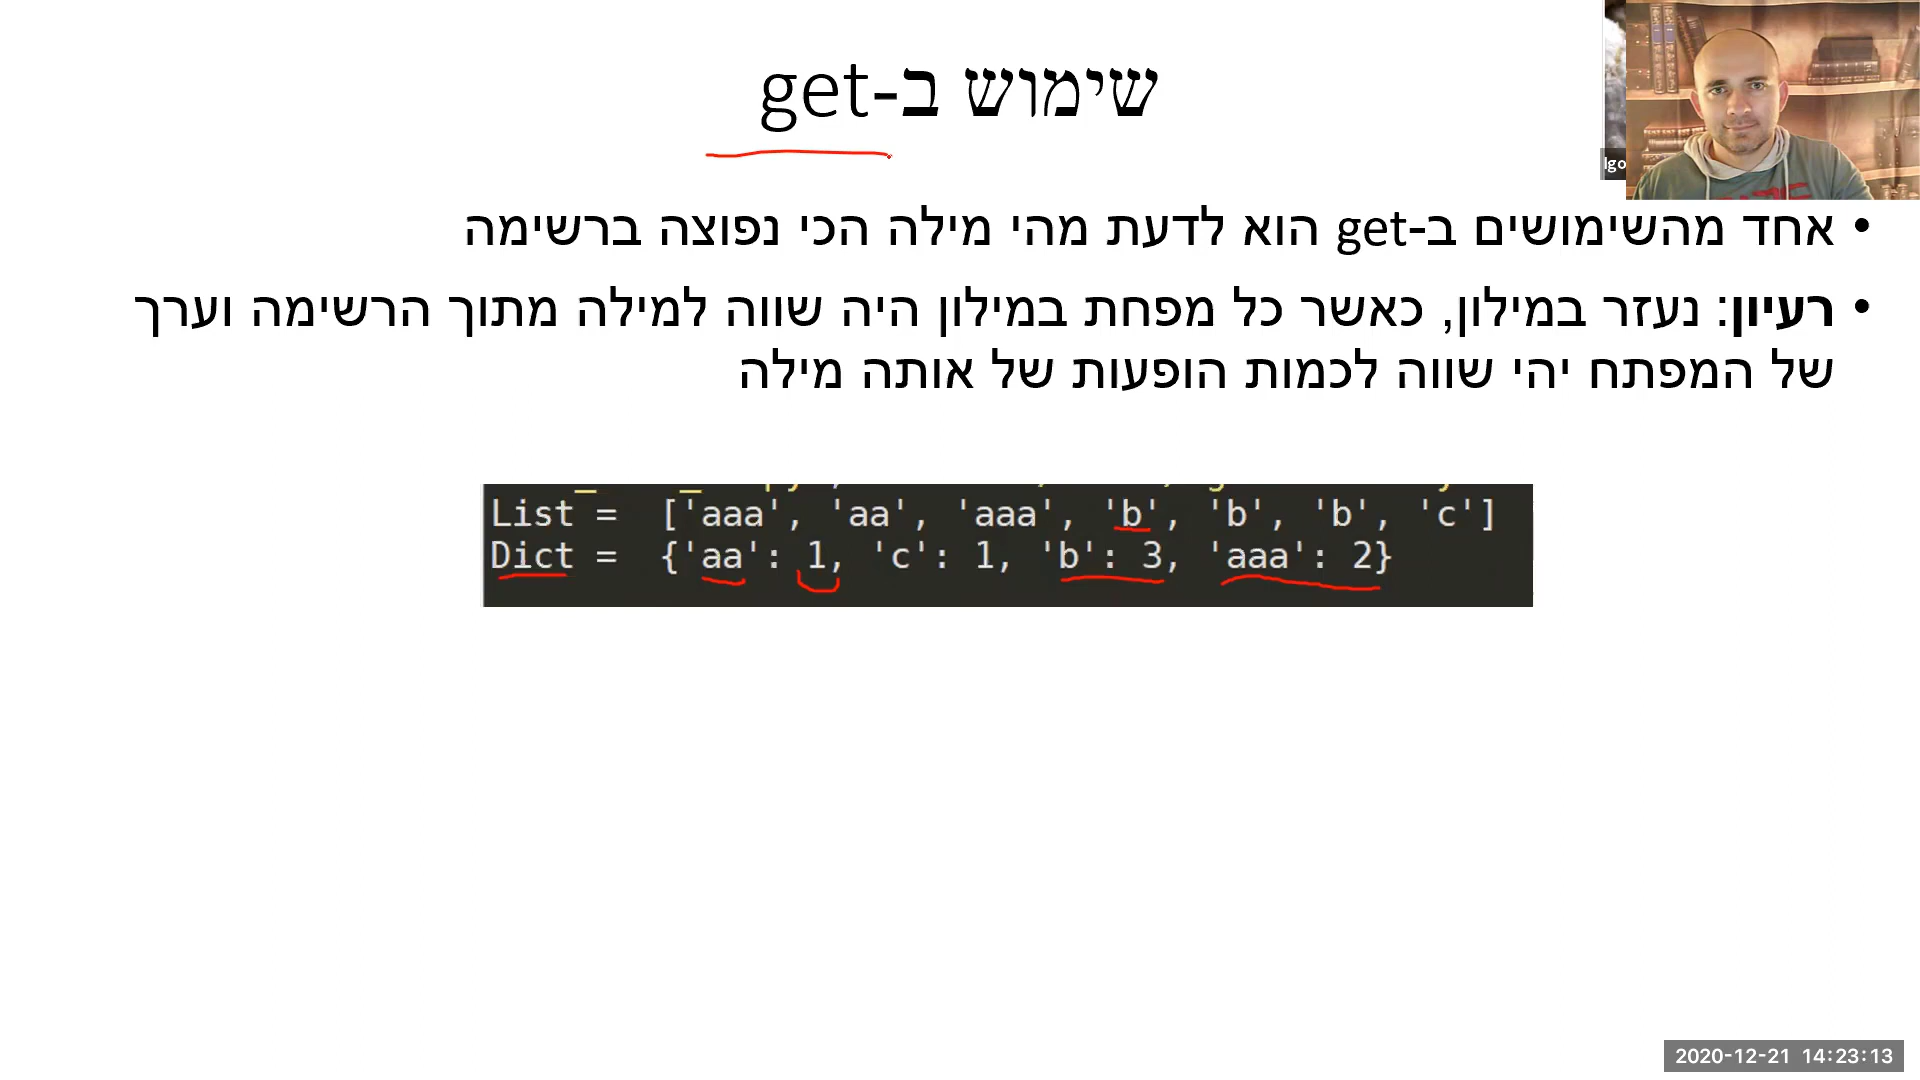 שימוש ב-get
lgo
• אחד מהשימושים ב-get הוא לדעת מהי מילה הכי נפוצה ברשימה
• רעיון: נעזר במילון, כאשר כל מפחת במילון היה שווה למילה מתוך הרשימה וערך
של המפתח יהי שווה לכמות הופעות של אותה מילה
List = ['aaa', 'aa', 'aaa', 'b', 'b', 'b', 'c']
Dict = {'aa': 1, 'c': 1, 'b': 3, 'aaa': 2}
2020-12-21 14:23:13